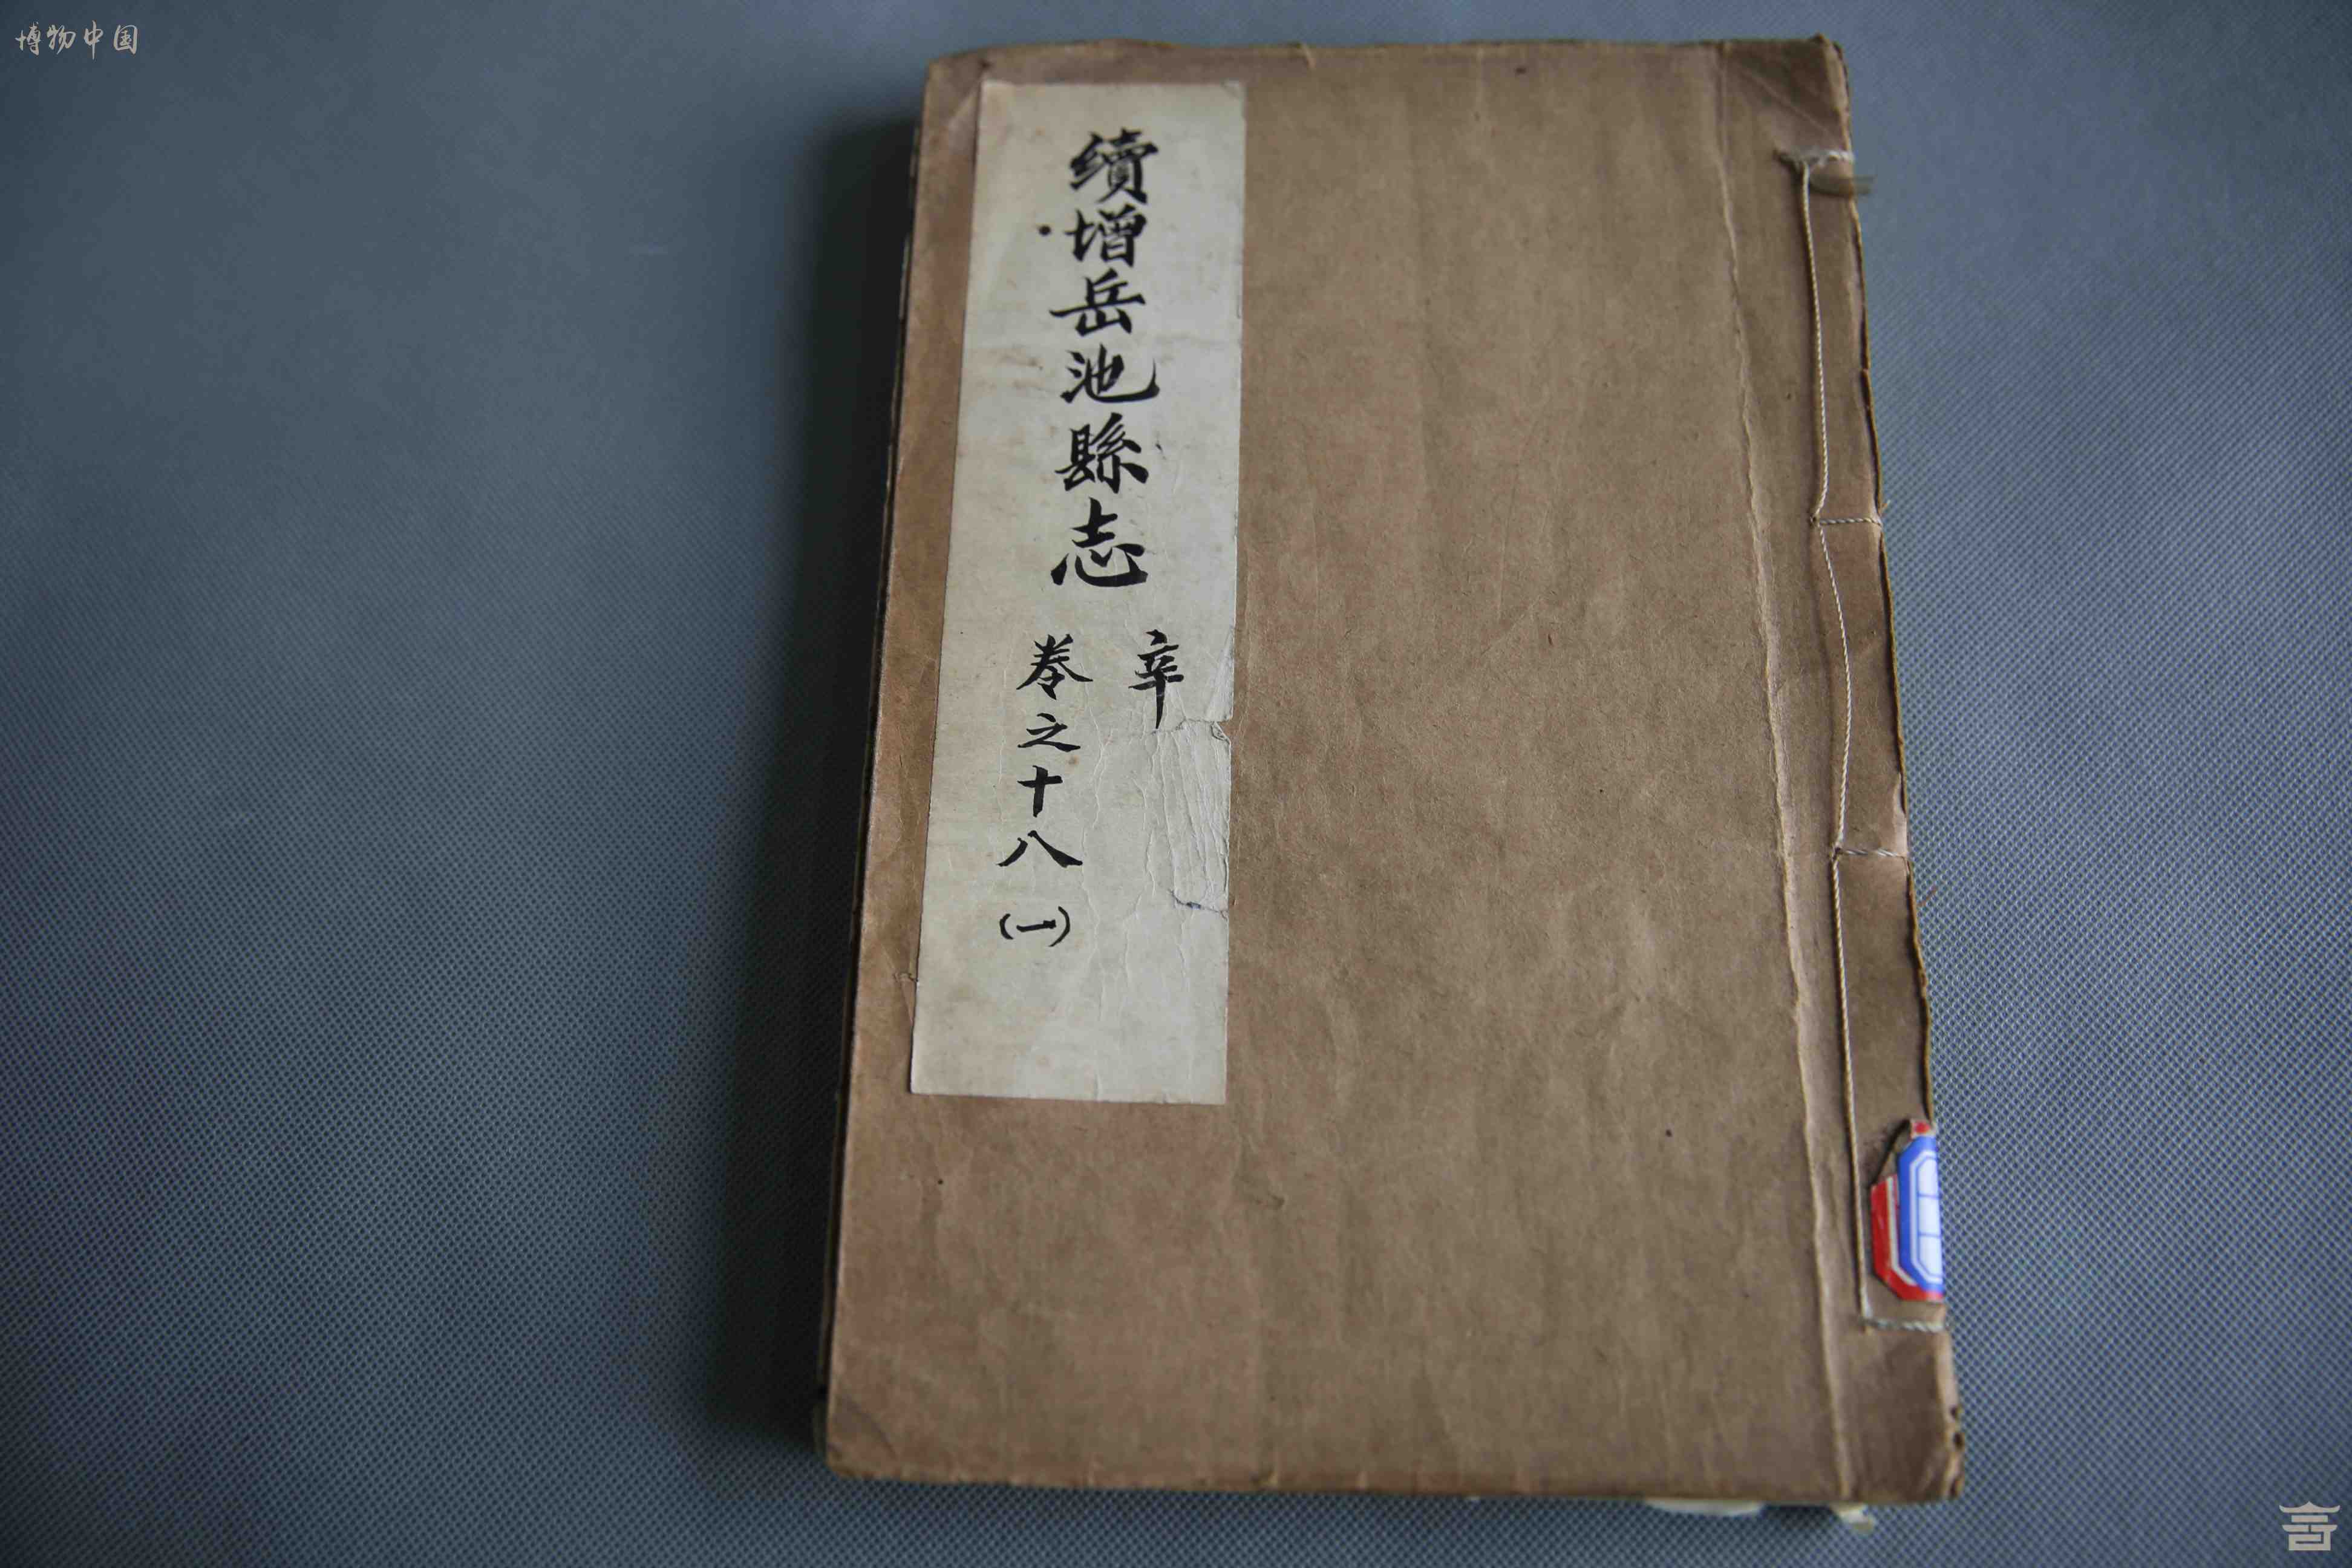 博物中国
續增岳池縣志
辛
卷之十八(一)